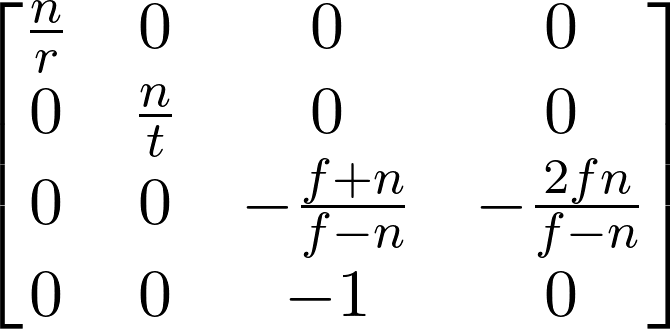 [ n/r 0 0 0
0 n/t 0 0
0 0 −(f+n)/(f−n) −2fn/(f−n)
0 0 −1 0 ]